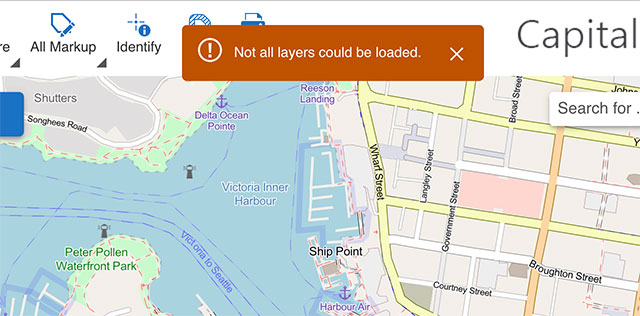 re
All Markup
Identify
Not all layers could be loaded.
Capital
Search for .
Shutters
Songhees Road
Delta Ocean
Pointe
Reeson
Landing
Johns
Broad Street
Y
Wharf Street
Langley Street
Government Street
Victoria Inner
Harbour
Peter Pollen
Waterfront Park
Victoria to Seattle
Ship Point
Broughton Street
Courtney Street
Harbour Air